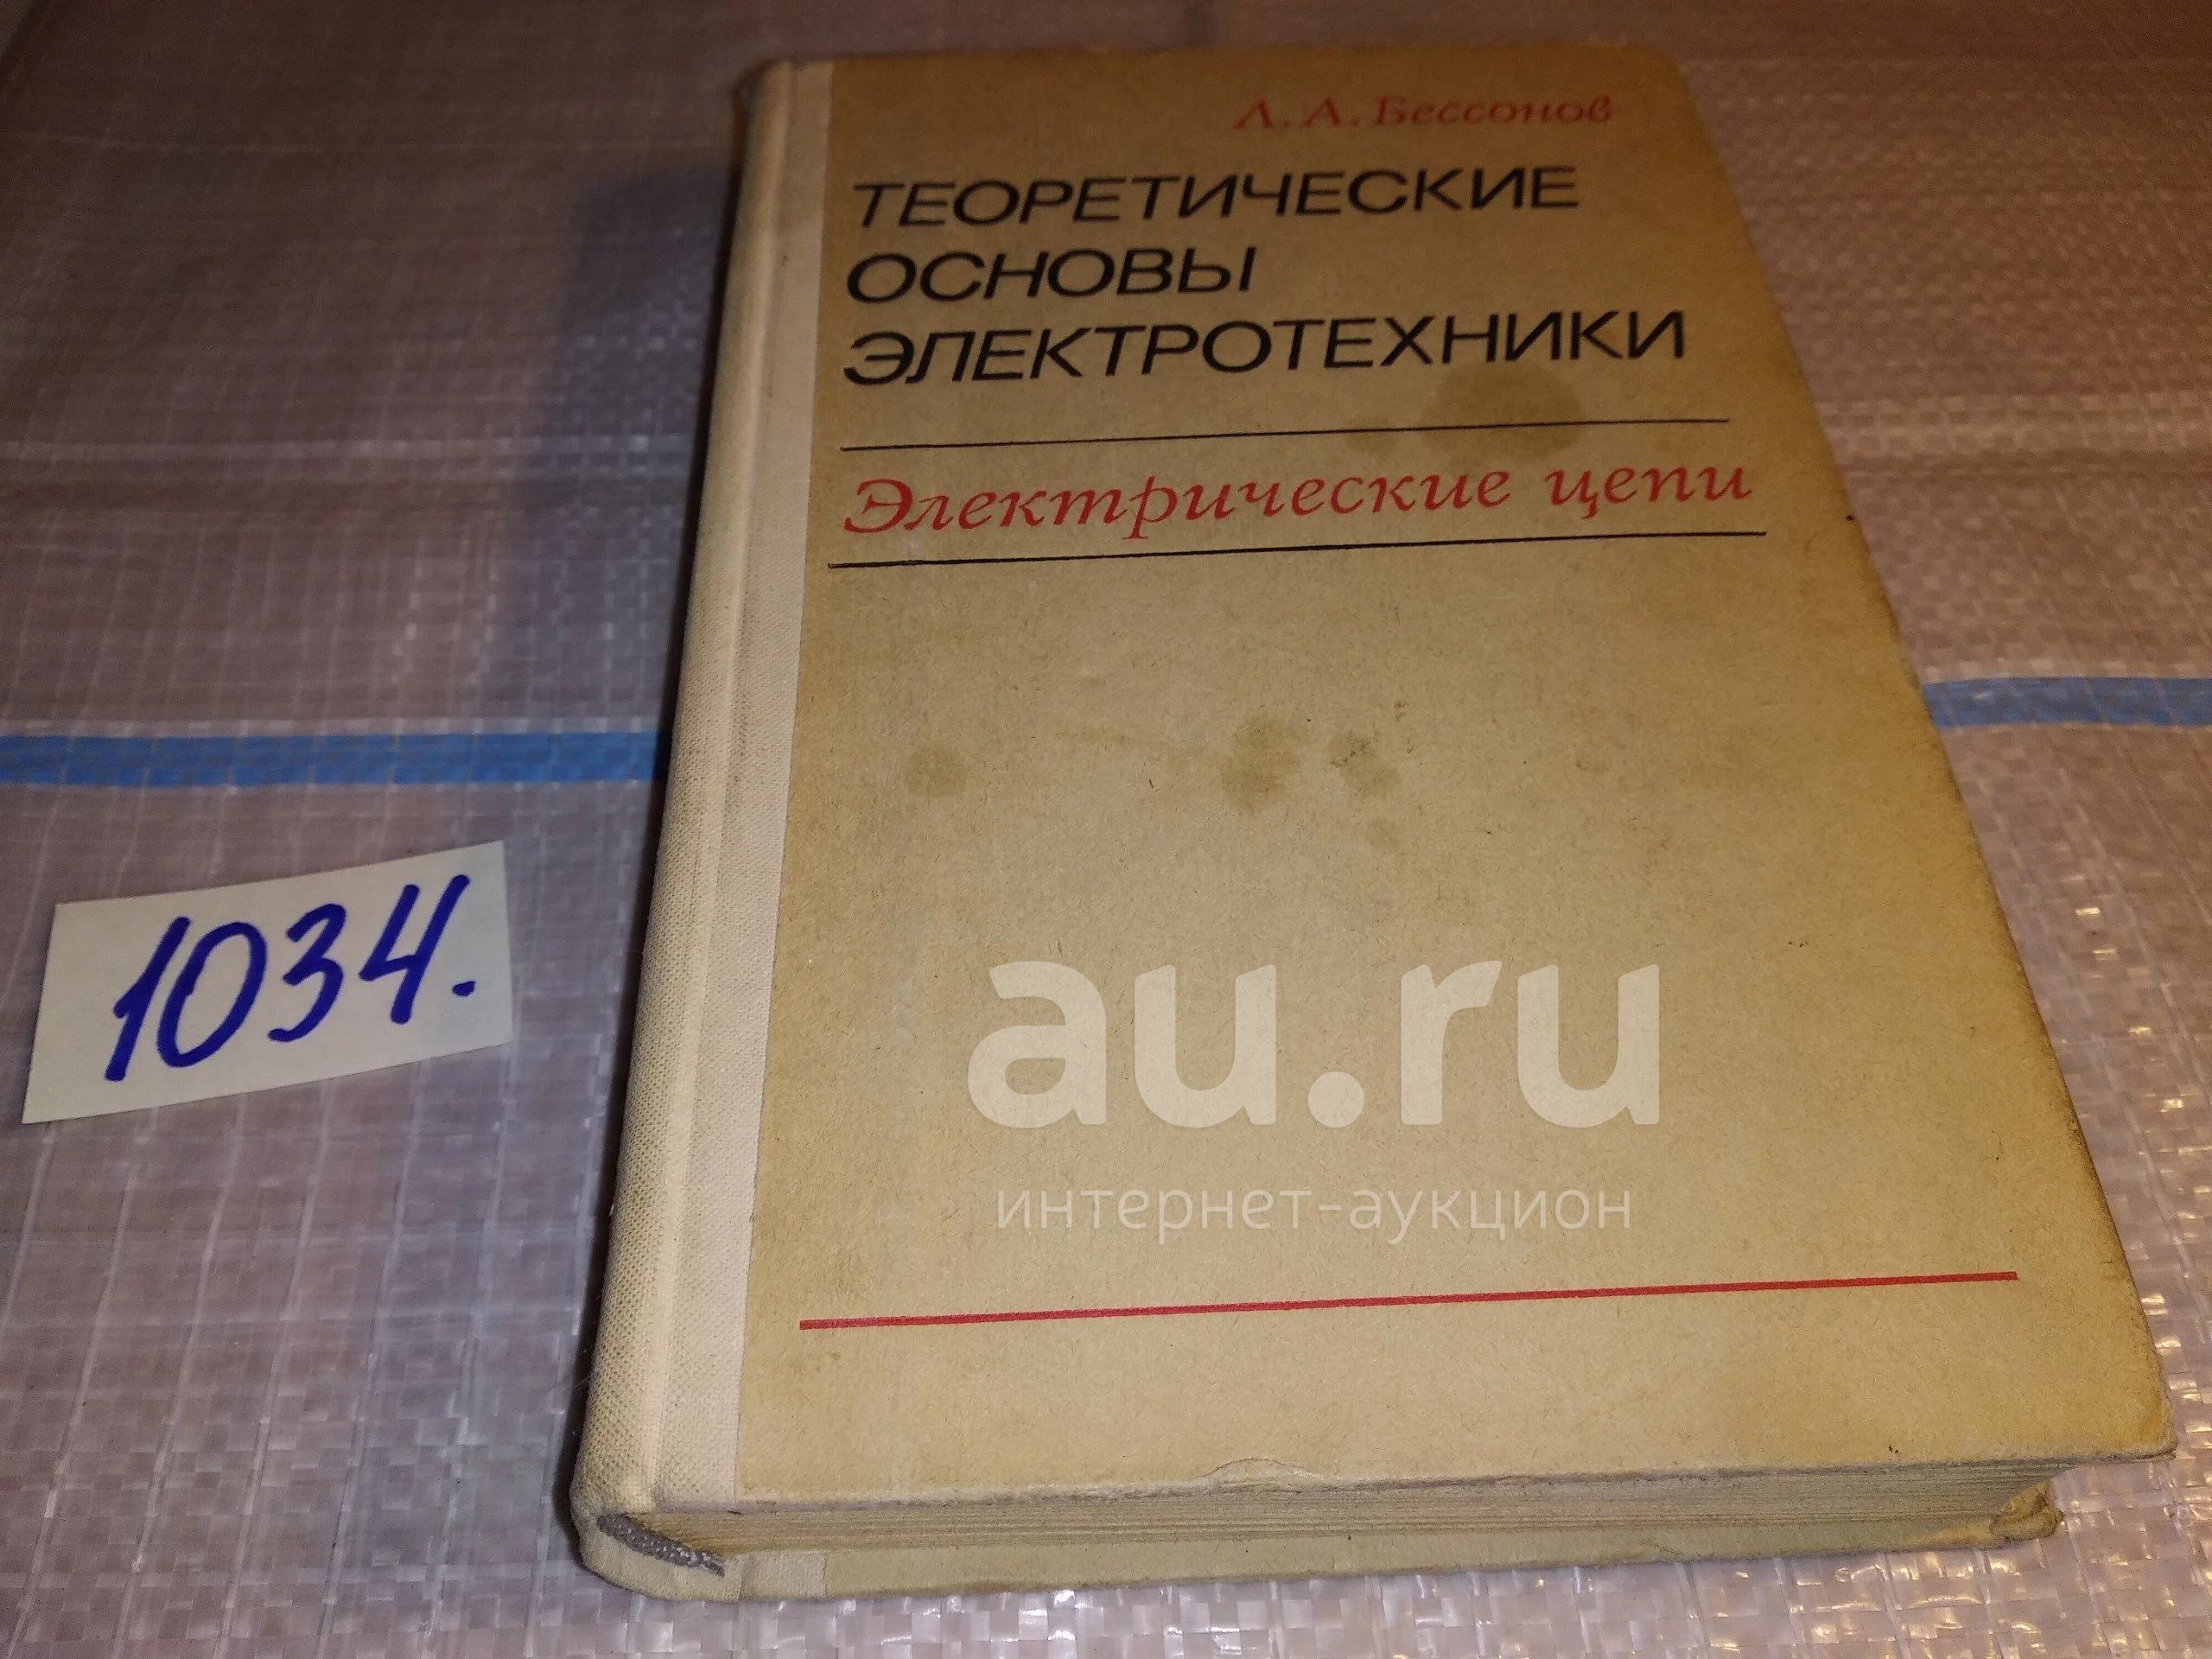 Л. А. Бессонов
ТЕОРЕТИЧЕСКИЕ
ОСНОВЫ
ЭЛЕКТРОТЕХНИКИ
Электрические цепи
1034.
au.ru
интернет-аукцион